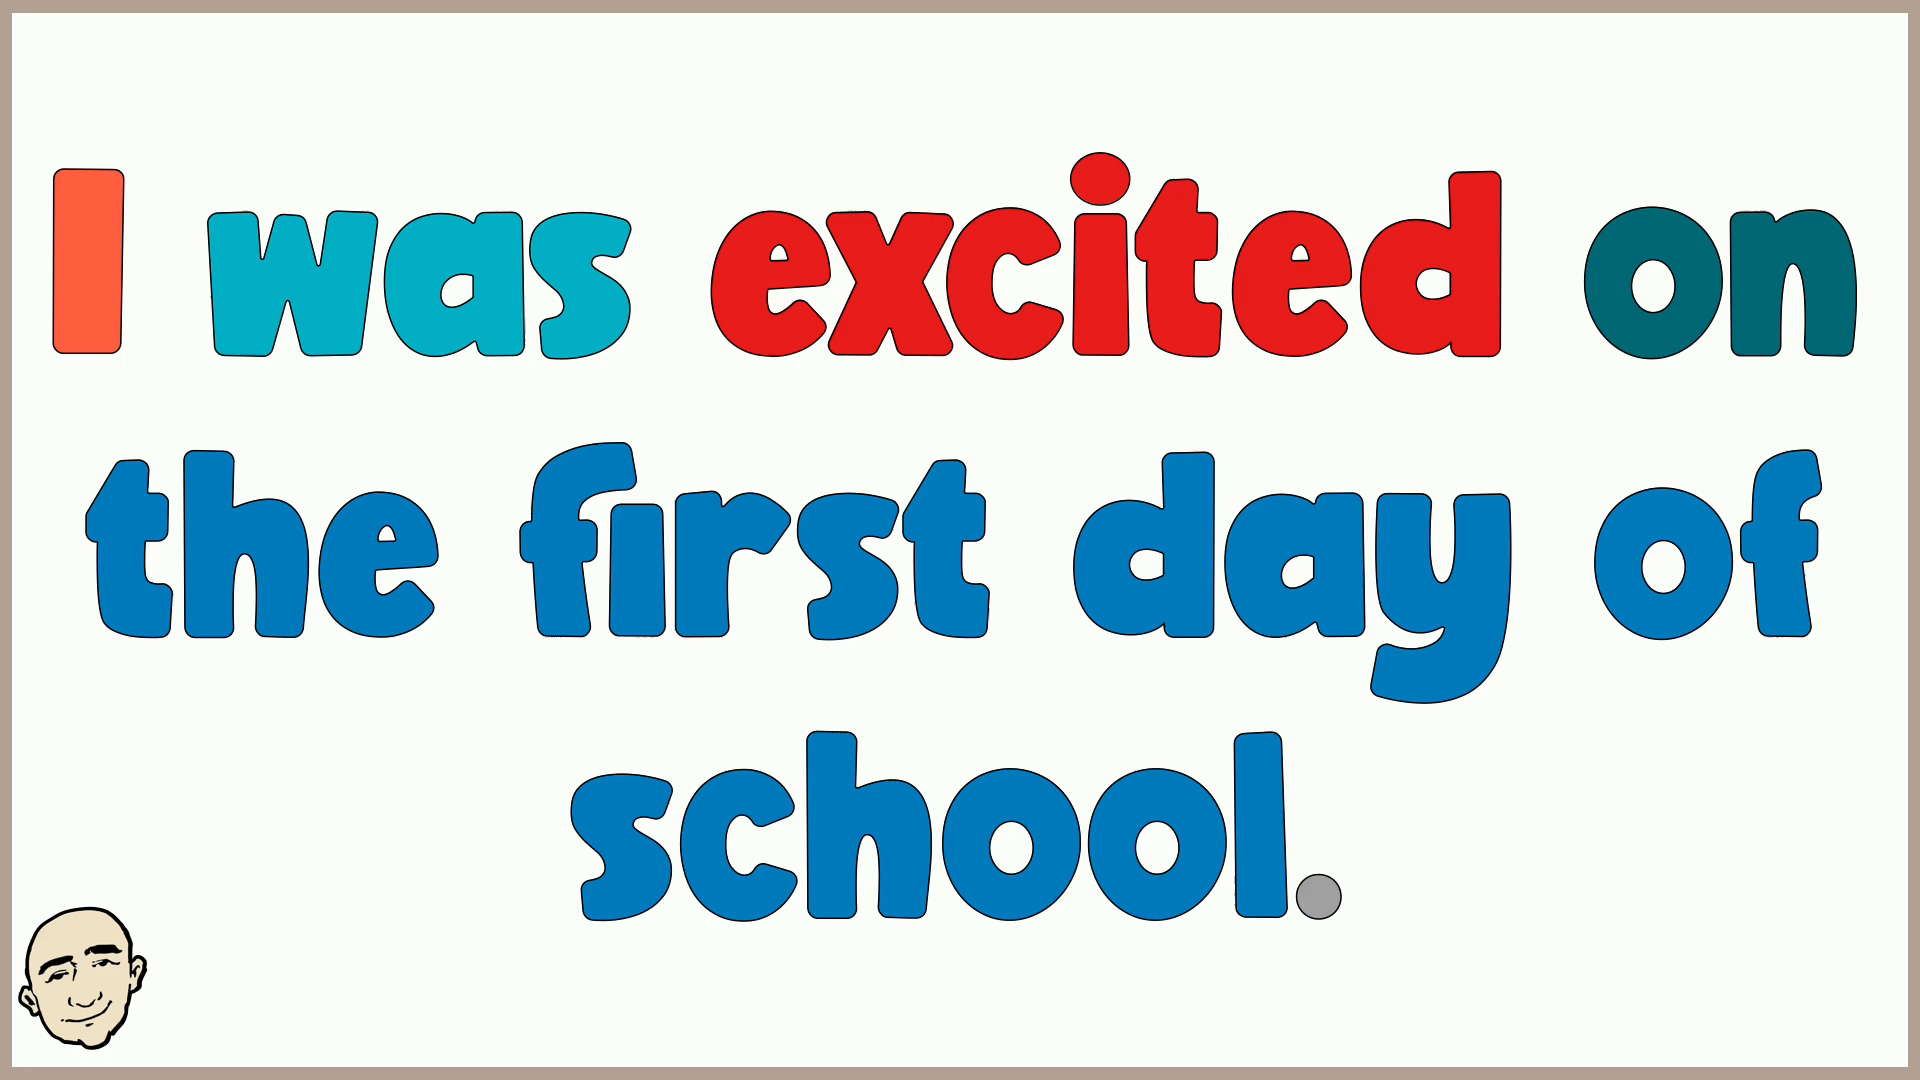 I was excited on
the first day of
school.